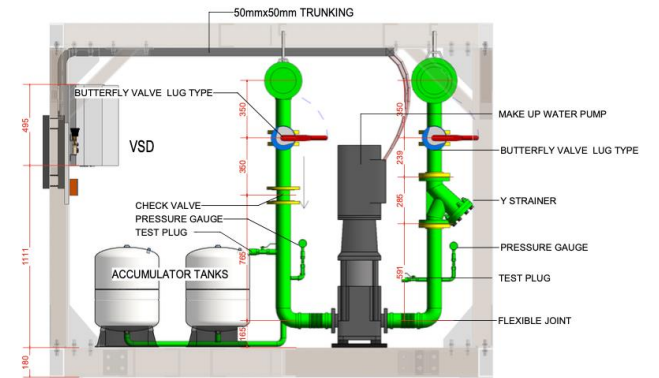 50mmx50mm TRUNKING
BUTTERFLY VALVE LUG TYPE
MAKE UP WATER PUMP
VSD
BUTTERFLY VALVE LUG TYPE
CHECK VALVE
Y STRAINER
PRESSURE GAUGE
TEST PLUG
PRESSURE GAUGE
ACCUMULATOR TANKS
TEST PLUG
FLEXIBLE JOINT
495
1111
180
350
350
765
165
350
239
285
591